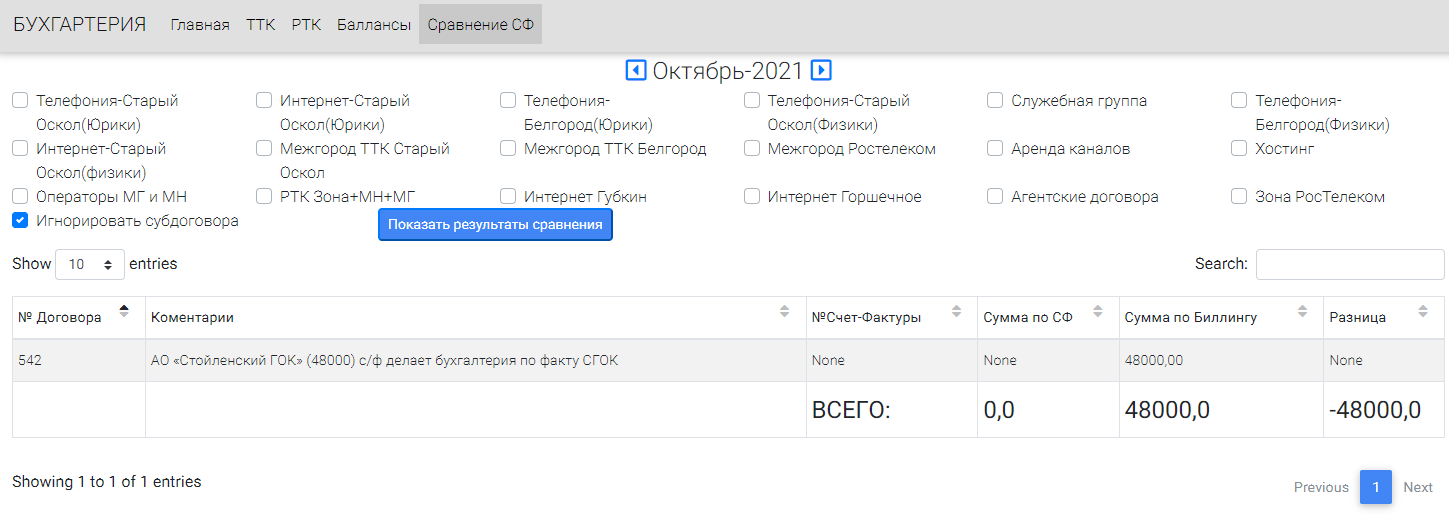 БУХГАРТЕРИЯ Главная ТТК РТК Баллансы Сравнение СФ
Октябрь-2021
Телефония-Старый Оскол(Юрики)
Интернет-Старый Оскол(Юрики)
Телефония-Белгород(Юрики)
Телефония-Старый Оскол(Физики)
Служебная группа
Телефония-Белгород(Физики)
Интернет-Старый Оскол(физики)
Межгород ТТК Старый Оскол
Межгород ТТК Белгород
Межгород Ростелеком
Аренда каналов
Хостинг
Операторы МГ и МН
РТК Зона+МН+МГ
Интернет Губкин
Интернет Горшечное
Агентские договора
Зона РосТелеком
Игнорировать субдоговора
Показать результаты сравнения
Show 10 entries
Search:
№ Договора Коментарии №Счет-Фактуры Сумма по СФ Сумма по Биллингу Разница
542 АО «Стойленский ГОК» (48000) с/ф делает бухгалтерия по факту СГОК None None 48000,00 None
ВСЕГО: 0,0 48000,0 -48000,0
Showing 1 to 1 of 1 entries
Previous 1 Next